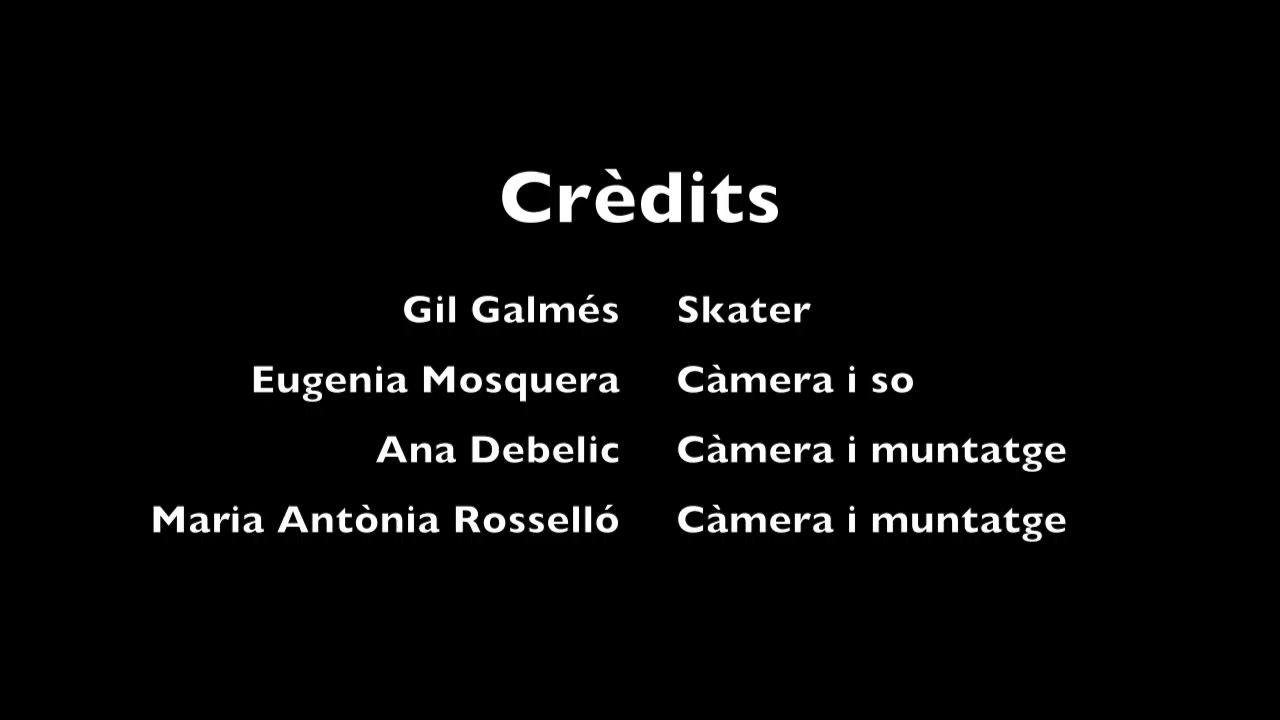 Crèdits
Gil Galmés Skater
Eugenia Mosquera Càmera i so
Ana Debelic Càmera i muntatge
Maria Antònia Rosselló Càmera i muntatge